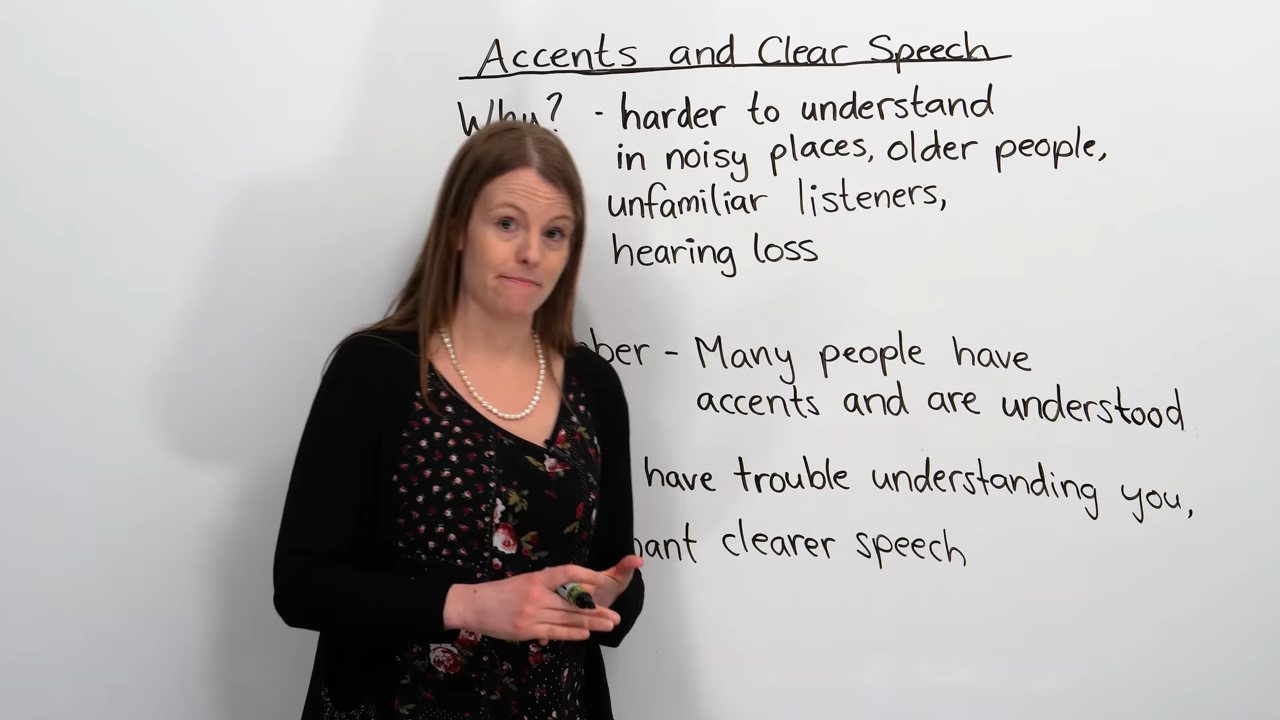 Accents and Clear Speech
Why? - harder to understand
in noisy places, older people,
unfamiliar listeners,
hearing loss
- Many people have
accents and are understood
have trouble understanding you,
clearer speech